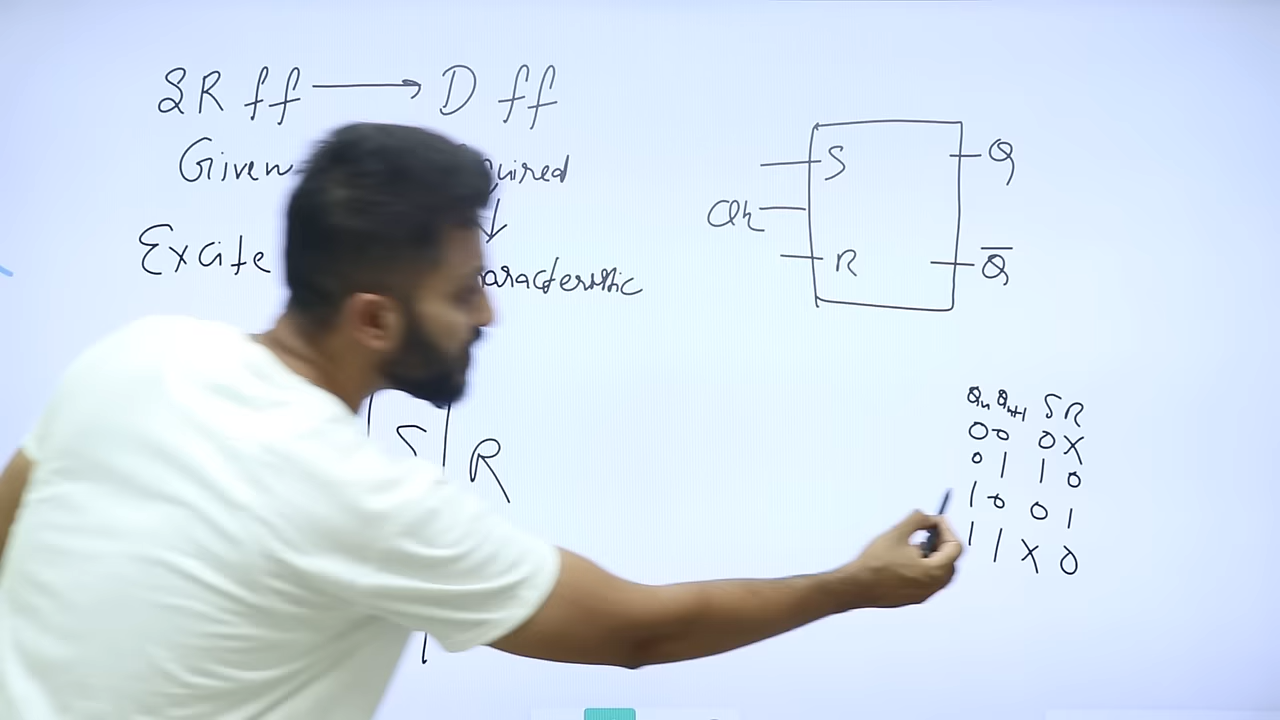 SR ff → D ff
Given
Excite
S R
S Q
R Q̅
Qn Qn+1 S R
0 0 0 X
0 1 1 0
1 0 0 1
1 1 X 0